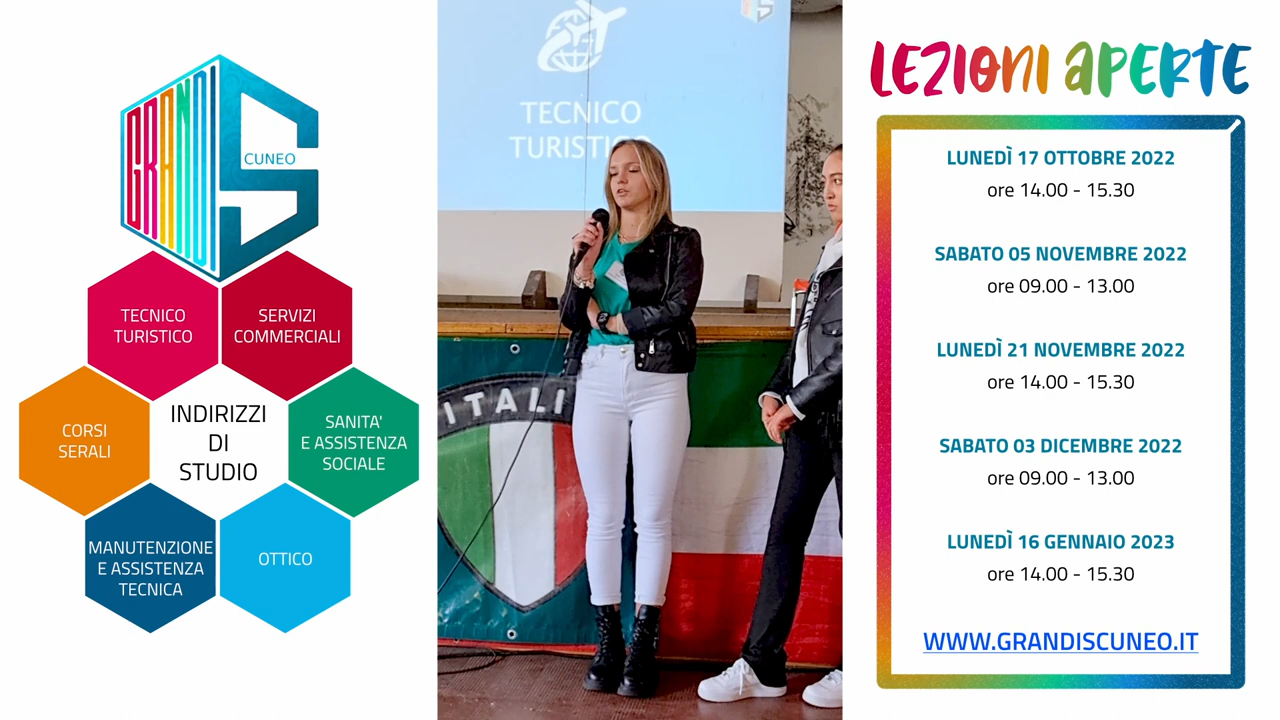 GRANDI
S
CUNEO
TECNICO
TURISTICO
SERVIZI
COMMERCIALI
CORSI
SERALI
INDIRIZZI
DI
STUDIO
SANITA'
E ASSISTENZA
SOCIALE
MANUTENZIONE
E ASSISTENZA
TECNICA
OTTICO
TECNICO
TURISTICO
ITALI
LEZIONI APERTE
LUNEDÌ 17 OTTOBRE 2022
ore 14.00 - 15.30
SABATO 05 NOVEMBRE 2022
ore 09.00 - 13.00
LUNEDÌ 21 NOVEMBRE 2022
ore 14.00 - 15.30
SABATO 03 DICEMBRE 2022
ore 09.00 - 13.00
LUNEDÌ 16 GENNAIO 2023
ore 14.00 - 15.30
WWW.GRANDISCUNEO.IT